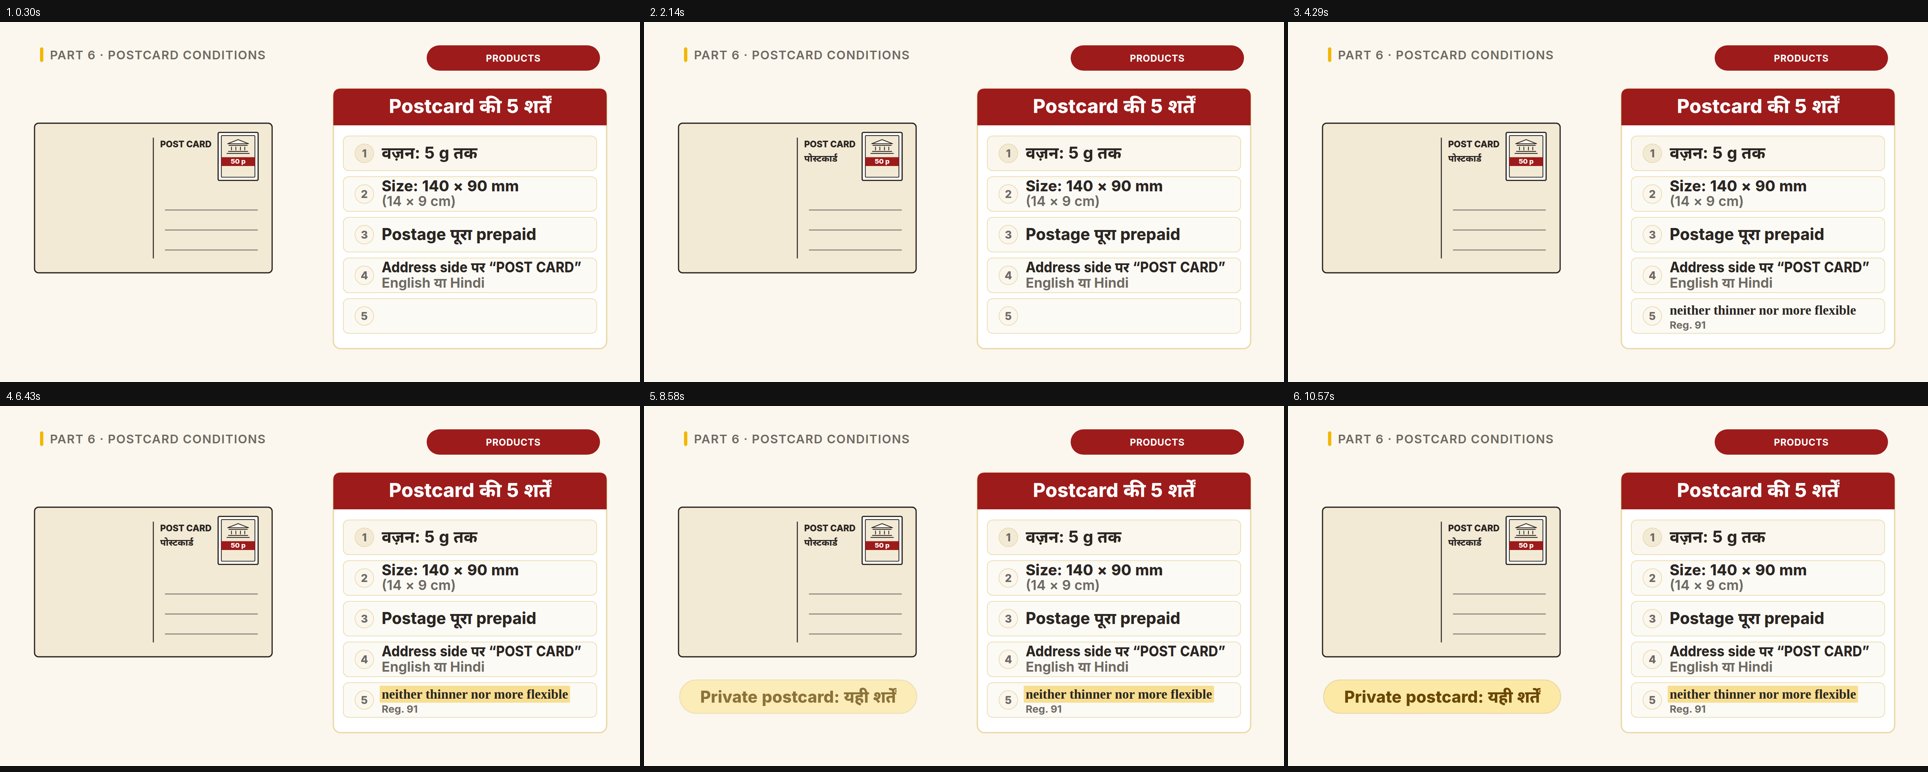 1. 0.30s
PART 6 · POSTCARD CONDITIONS
PRODUCTS
POST CARD
50 p
Postcard की 5 शर्तें
1 वज़न: 5 g तक
2 Size: 140 × 90 mm
(14 × 9 cm)
3 Postage पूरा prepaid
4 Address side पर “POST CARD”
English या Hindi
5
2. 2.14s
PART 6 · POSTCARD CONDITIONS
PRODUCTS
POST CARD
पोस्टकार्ड
50 p
Postcard की 5 शर्तें
1 वज़न: 5 g तक
2 Size: 140 × 90 mm
(14 × 9 cm)
3 Postage पूरा prepaid
4 Address side पर “POST CARD”
English या Hindi
5
3. 4.29s
PART 6 · POSTCARD CONDITIONS
PRODUCTS
POST CARD
पोस्टकार्ड
50 p
Postcard की 5 शर्तें
1 वज़न: 5 g तक
2 Size: 140 × 90 mm
(14 × 9 cm)
3 Postage पूरा prepaid
4 Address side पर “POST CARD”
English या Hindi
5 neither thinner nor more flexible
Reg. 91
4. 6.43s
PART 6 · POSTCARD CONDITIONS
PRODUCTS
POST CARD
पोस्टकार्ड
50 p
Postcard की 5 शर्तें
1 वज़न: 5 g तक
2 Size: 140 × 90 mm
(14 × 9 cm)
3 Postage पूरा prepaid
4 Address side पर “POST CARD”
English या Hindi
5 neither thinner nor more flexible
Reg. 91
5. 8.58s
PART 6 · POSTCARD CONDITIONS
PRODUCTS
POST CARD
पोस्टकार्ड
50 p
Private postcard: यही शर्तें
Postcard की 5 शर्तें
1 वज़न: 5 g तक
2 Size: 140 × 90 mm
(14 × 9 cm)
3 Postage पूरा prepaid
4 Address side पर “POST CARD”
English या Hindi
5 neither thinner nor more flexible
Reg. 91
6. 10.57s
PART 6 · POSTCARD CONDITIONS
PRODUCTS
POST CARD
पोस्टकार्ड
50 p
Private postcard: यही शर्तें
Postcard की 5 शर्तें
1 वज़न: 5 g तक
2 Size: 140 × 90 mm
(14 × 9 cm)
3 Postage पूरा prepaid
4 Address side पर “POST CARD”
English या Hindi
5 neither thinner nor more flexible
Reg. 91